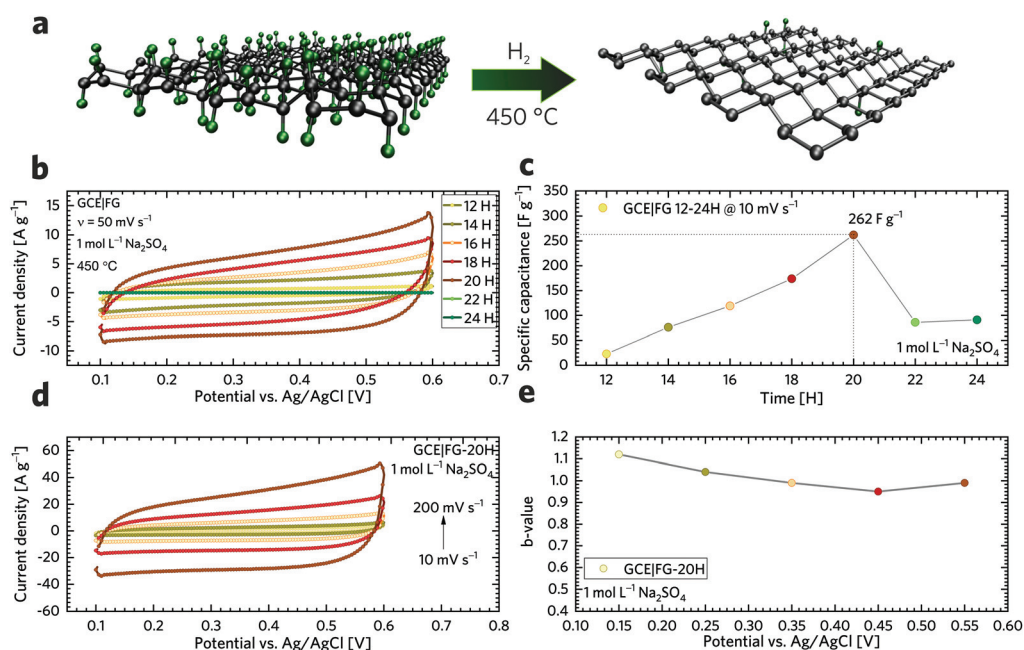 a
H₂
450 °C
b
GCE|FG
ν = 50 mV s⁻¹
1 mol L⁻¹ Na₂SO₄
450 °C
12 H
14 H
16 H
18 H
20 H
22 H
24 H
15
10
5
0
-5
-10
0.1 0.2 0.3 0.4 0.5 0.6 0.7
Current density [A g⁻¹]
Potential vs. Ag/AgCl [V]
c
GCE|FG 12-24H @ 10 mV s⁻¹
262 F g⁻¹
1 mol L⁻¹ Na₂SO₄
350
300
250
200
150
100
50
0
12 14 16 18 20 22 24
Specific capacitance [F g⁻¹]
Time [H]
d
GCE|FG-20H
1 mol L⁻¹ Na₂SO₄
200 mV s⁻¹
10 mV s⁻¹
60
40
20
0
-20
-40
-60
0.1 0.2 0.3 0.4 0.5 0.6 0.7 0.8
Current density [A g⁻¹]
Potential vs. Ag/AgCl [V]
e
1.2
1.1
1.0
0.9
0.8
0.7
0.6
0.5
0.4
GCE|FG-20H
1 mol L⁻¹ Na₂SO₄
0.10 0.15 0.20 0.25 0.30 0.35 0.40 0.45 0.50 0.55 0.60
b-value
Potential vs. Ag/AgCl [V]